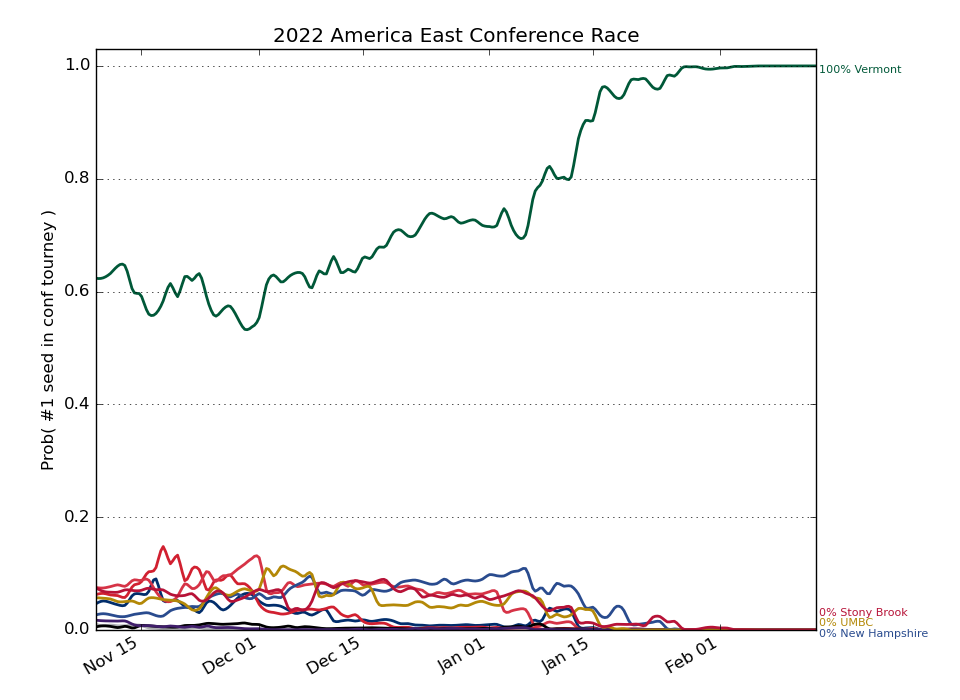 2022 America East Conference Race
Prob( #1 seed in conf tourney )
1.0
0.8
0.6
0.4
0.2
0.0
100% Vermont
0% Stony Brook
0% UMBC
0% New Hampshire
Nov 15
Dec 01
Dec 15
Jan 01
Jan 15
Feb 01